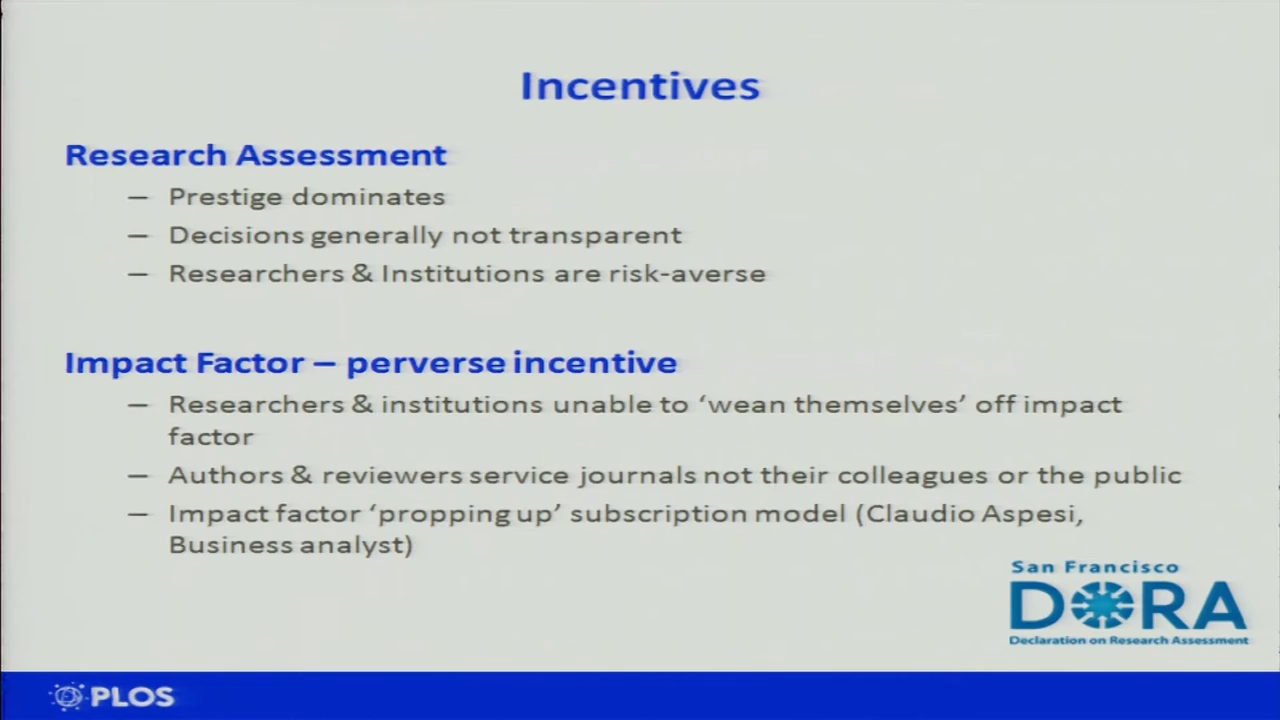 Incentives
Research Assessment
– Prestige dominates
– Decisions generally not transparent
– Researchers & Institutions are risk-averse
Impact Factor – perverse incentive
– Researchers & institutions unable to ‘wean themselves’ off impact
factor
– Authors & reviewers service journals not their colleagues or the public
– Impact factor ‘propping up’ subscription model (Claudio Aspesi,
Business analyst)
San Francisco
DORA
Declaration on Research Assessment
PLOS